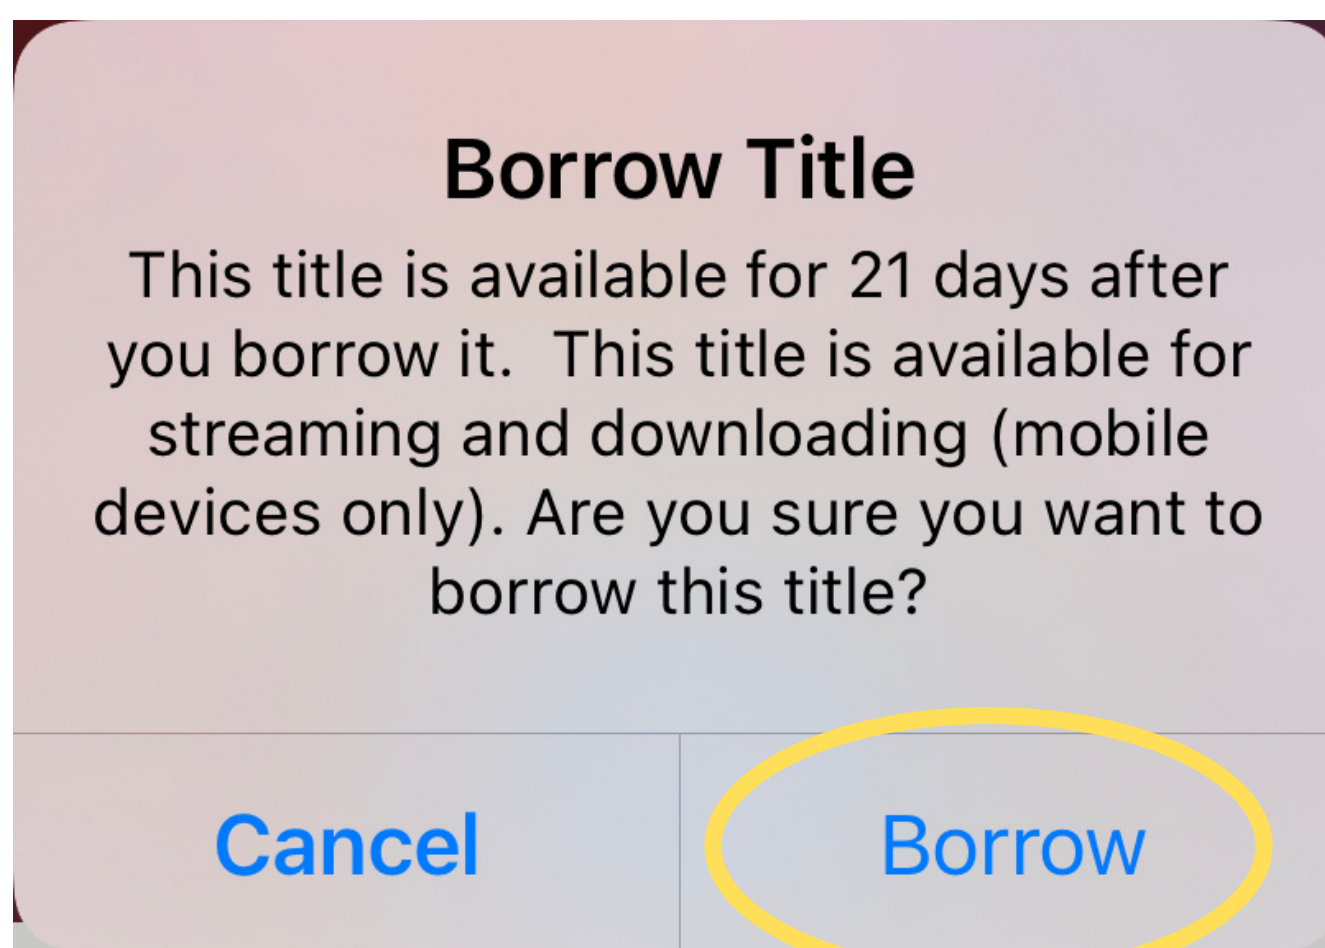 Borrow Title
This title is available for 21 days after
you borrow it.  This title is available for
streaming and downloading (mobile
devices only). Are you sure you want to
borrow this title?
Cancel
Borrow